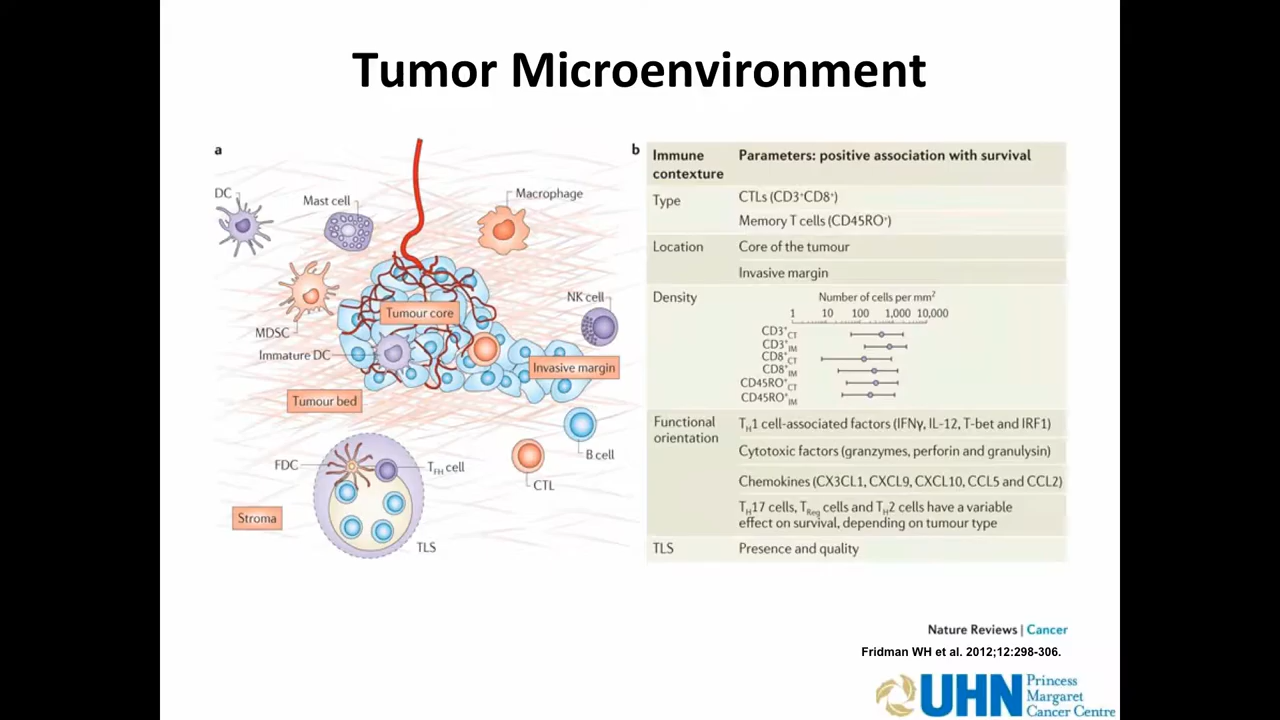 Tumor Microenvironment
a
DC
Mast cell
Macrophage
MDSC
Tumour core
NK cell
Immature DC
Invasive margin
Tumour bed
B cell
FDC
TFH cell
CTL
Stroma
TLS
b
Immune contexture
Parameters: positive association with survival
Type
CTLs (CD3+CD8+)
Memory T cells (CD45RO+)
Location
Core of the tumour
Invasive margin
Density
Number of cells per mm²
1 10 100 1,000 10,000
CD3+CT
CD3+IM
CD8+CT
CD8+IM
CD45RO+CT
CD45RO+IM
Functional orientation
TH1 cell-associated factors (IFNγ, IL-12, T-bet and IRF1)
Cytotoxic factors (granzymes, perforin and granulysin)
Chemokines (CX3CL1, CXCL9, CXCL10, CCL5 and CCL2)
TH17 cells, TReg cells and TH2 cells have a variable
effect on survival, depending on tumour type
TLS
Presence and quality
Nature Reviews | Cancer
Fridman WH et al. 2012;12:298-306.
UHN
Princess
Margaret
Cancer Centre